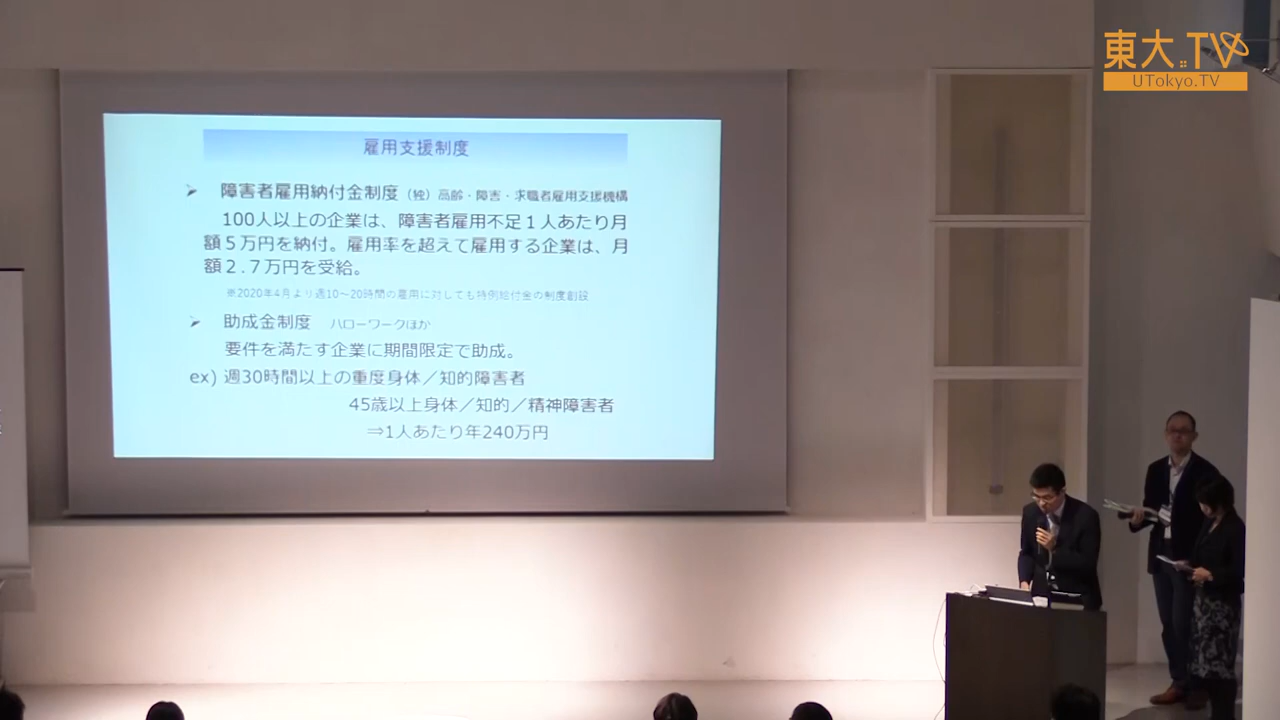 東大TV
UTokyo.TV
雇用支援制度
➢ 障害者雇用納付金制度（独）高齢・障害・求職者雇用支援機構
100人以上の企業は、障害者雇用不足１人あたり月
額５万円を納付。雇用率を超えて雇用する企業は、月
額２.７万円を受給。
※2020年4月より週10～20時間の雇用に対しても特例給付金の制度創設
➢ 助成金制度 ハローワークほか
要件を満たす企業に期間限定で助成。
ex) 週30時間以上の重度身体／知的障害者
45歳以上身体／知的／精神障害者
⇒1人あたり年240万円